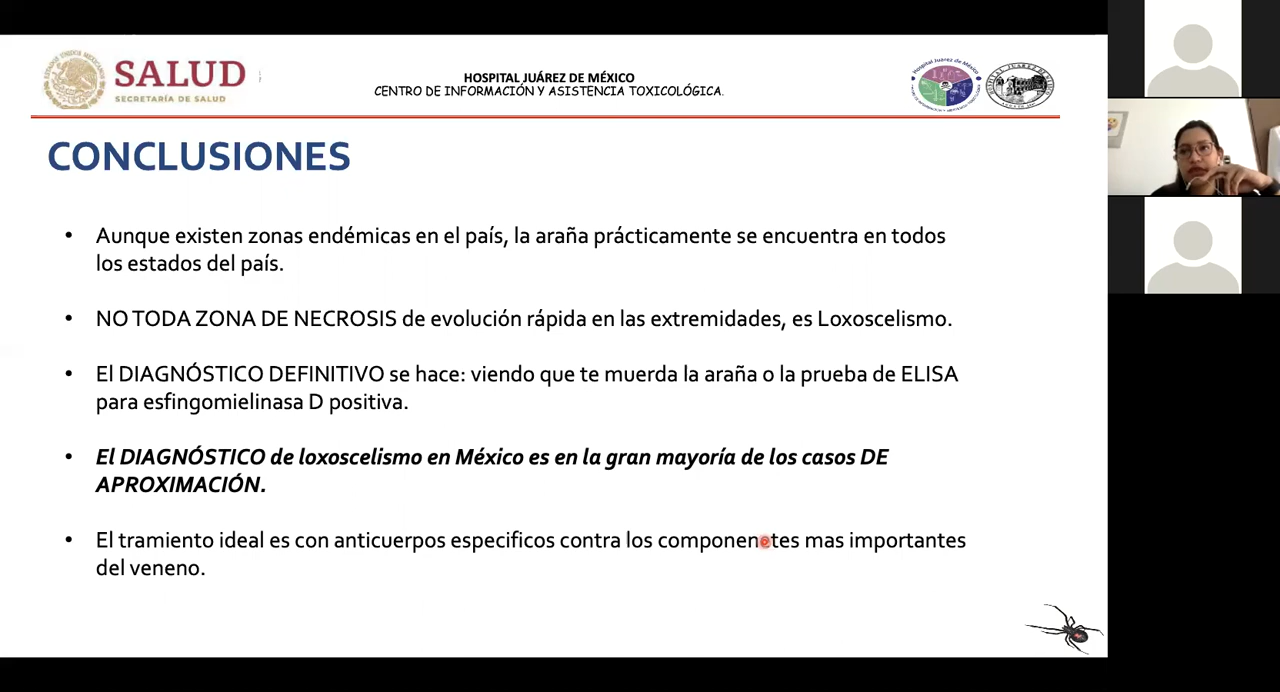 SALUD
SECRETARÍA DE SALUD
HOSPITAL JUÁREZ DE MÉXICO
CENTRO DE INFORMACIÓN Y ASISTENCIA TOXICOLÓGICA.
CONCLUSIONES
• Aunque existen zonas endémicas en el país, la araña prácticamente se encuentra en todos
los estados del país.
• NO TODA ZONA DE NECROSIS de evolución rápida en las extremidades, es Loxoscelismo.
• El DIAGNÓSTICO DEFINITIVO se hace: viendo que te muerda la araña o la prueba de ELISA
para esfingomielinasa D positiva.
• El DIAGNÓSTICO de loxoscelismo en México es en la gran mayoría de los casos DE
APROXIMACIÓN.
• El tramiento ideal es con anticuerpos especificos contra los componenetes mas importantes
del veneno.